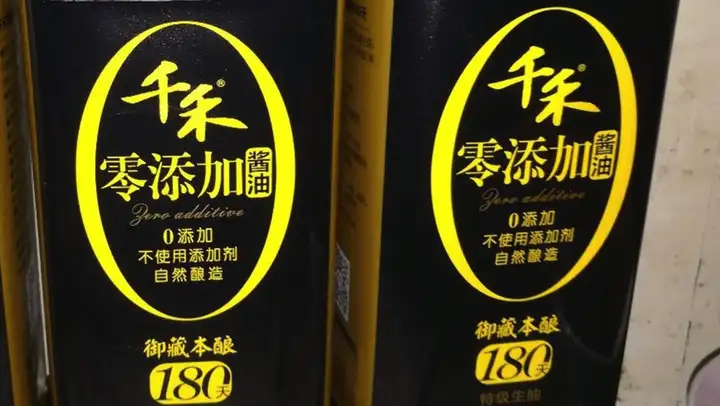 千禾®
零添加酱油
Zero additive
0添加
不使用添加剂
自然酿造
御藏本酿
180天
千禾®
零添加酱油
Zero additive
0添加
不使用添加剂
自然酿造
御藏本酿
180天
特级生抽